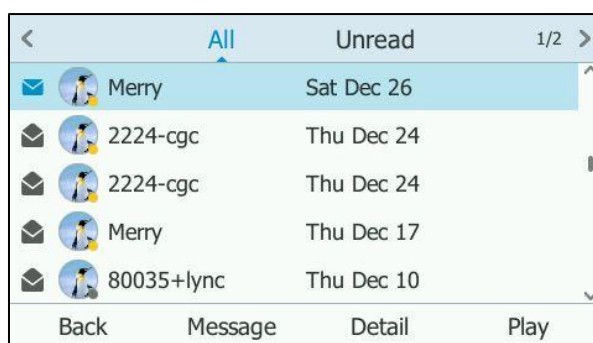 All Unread 1/2
Merry Sat Dec 26
2224-cgc Thu Dec 24
2224-cgc Thu Dec 24
Merry Thu Dec 17
80035+lync Thu Dec 10
Back Message Detail Play